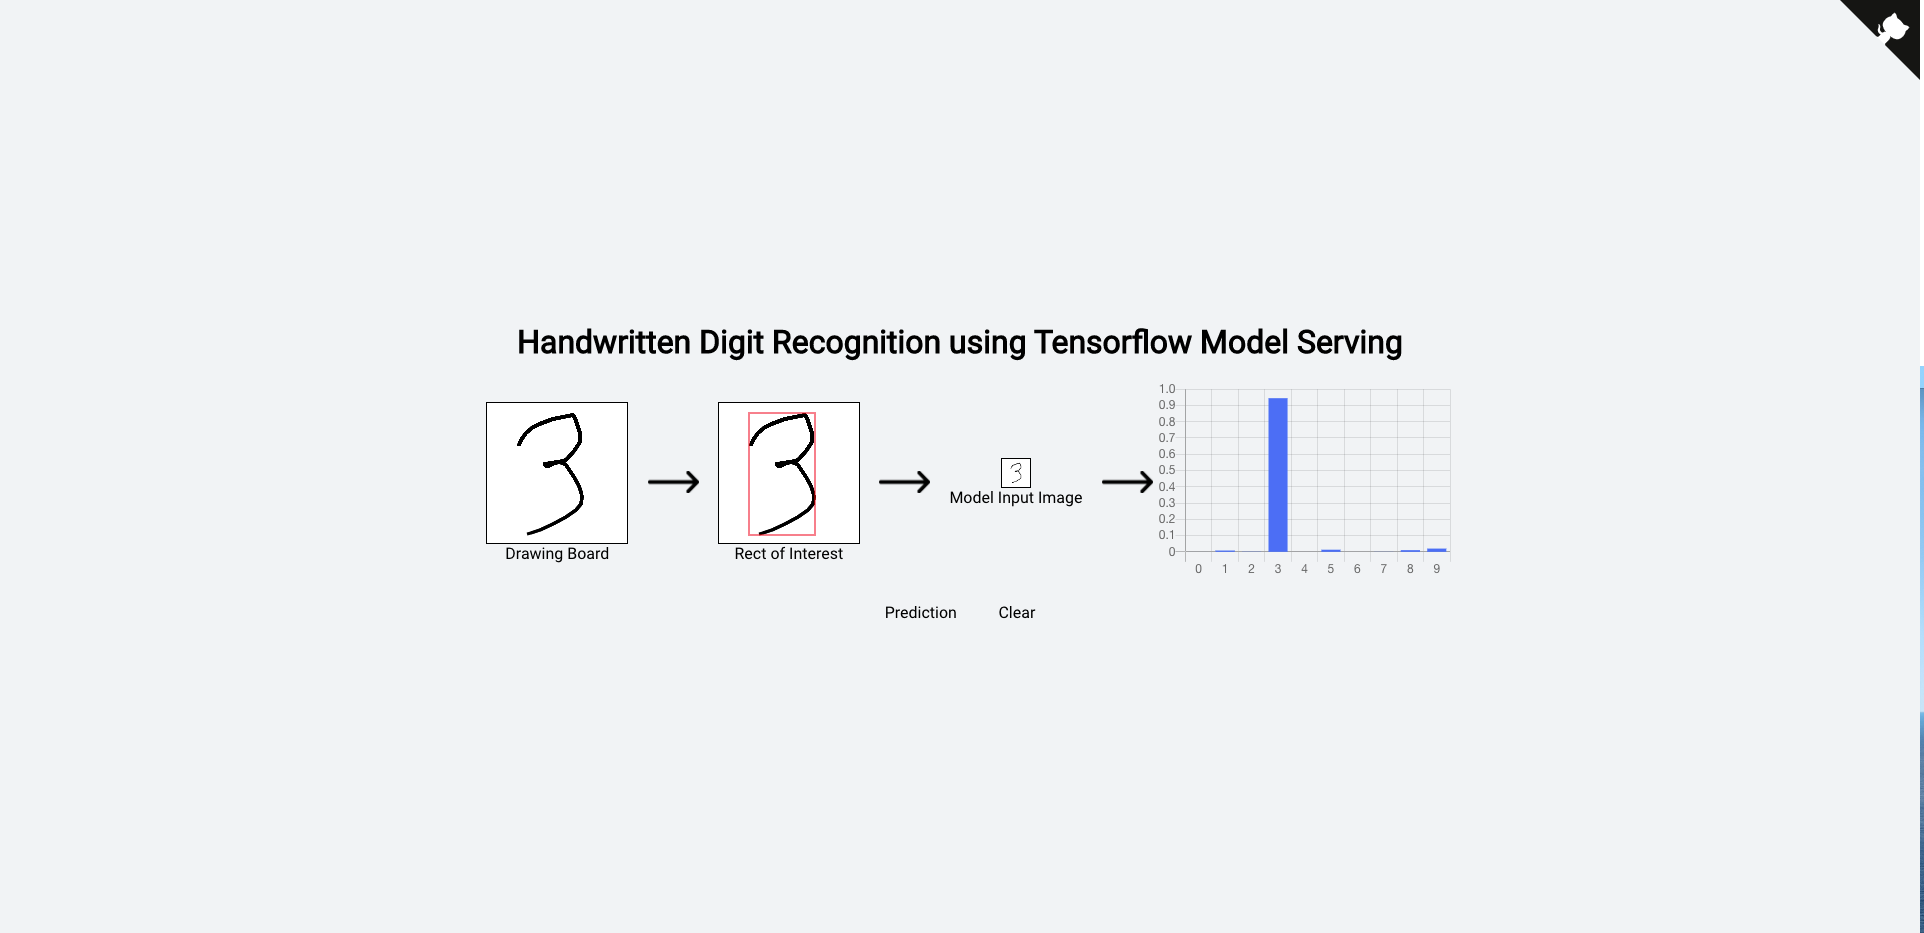 Handwritten Digit Recognition using Tensorflow Model Serving
3
Drawing Board
3
Rect of Interest
3
Model Input Image
1.0
0.9
0.8
0.7
0.6
0.5
0.4
0.3
0.2
0.1
0
0 1 2 3 4 5 6 7 8 9
Prediction Clear